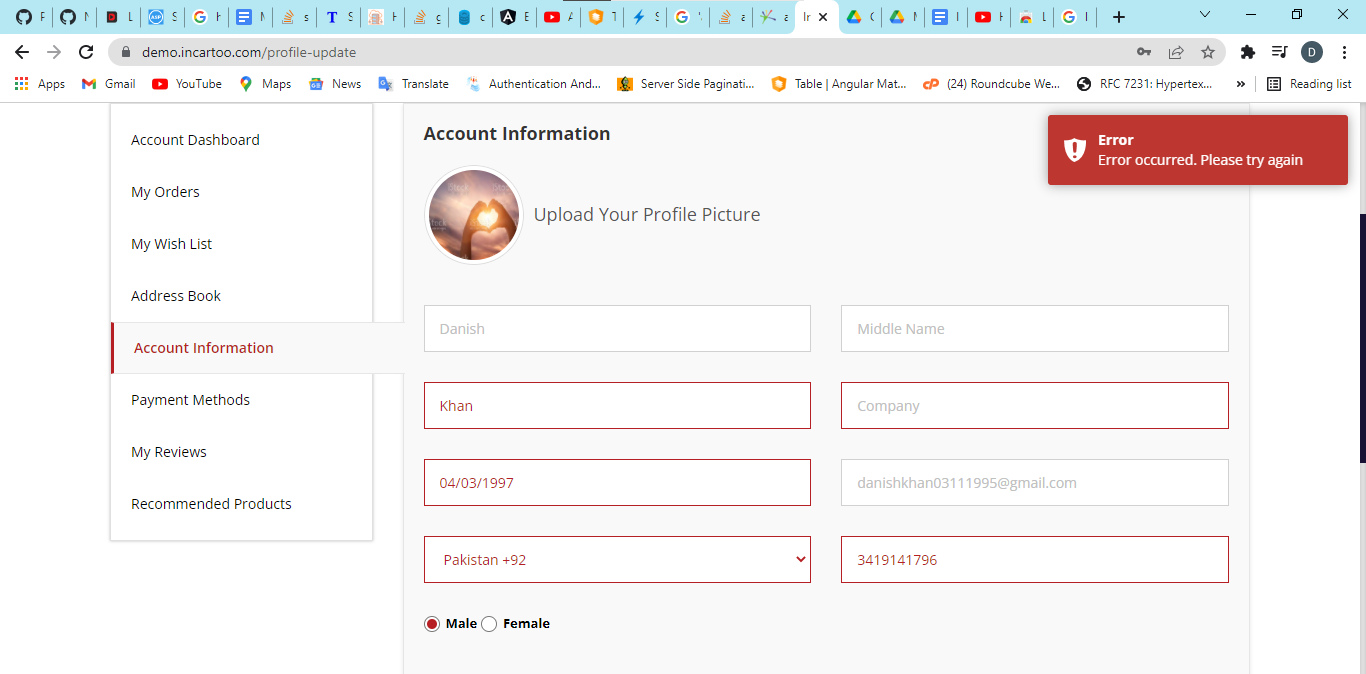 F
N
L
S
H
N
s
S
H
g
c
E
A
T
S
a
a
Ir
I
L
I
demo.incartoo.com/profile-update
D
Apps
Gmail
YouTube
Maps
News
Translate
Authentication And...
Server Side Paginati...
Table | Angular Mat...
(24) Roundcube We...
RFC 7231: Hypertex...
»
Reading list
Account Dashboard
My Orders
My Wish List
Address Book
Account Information
Payment Methods
My Reviews
Recommended Products
Account Information
Error
Error occurred. Please try again
Upload Your Profile Picture
Danish
Middle Name
Khan
Company
04/03/1997
danishkhan03111995@gmail.com
Pakistan +92
3419141796
Male
Female